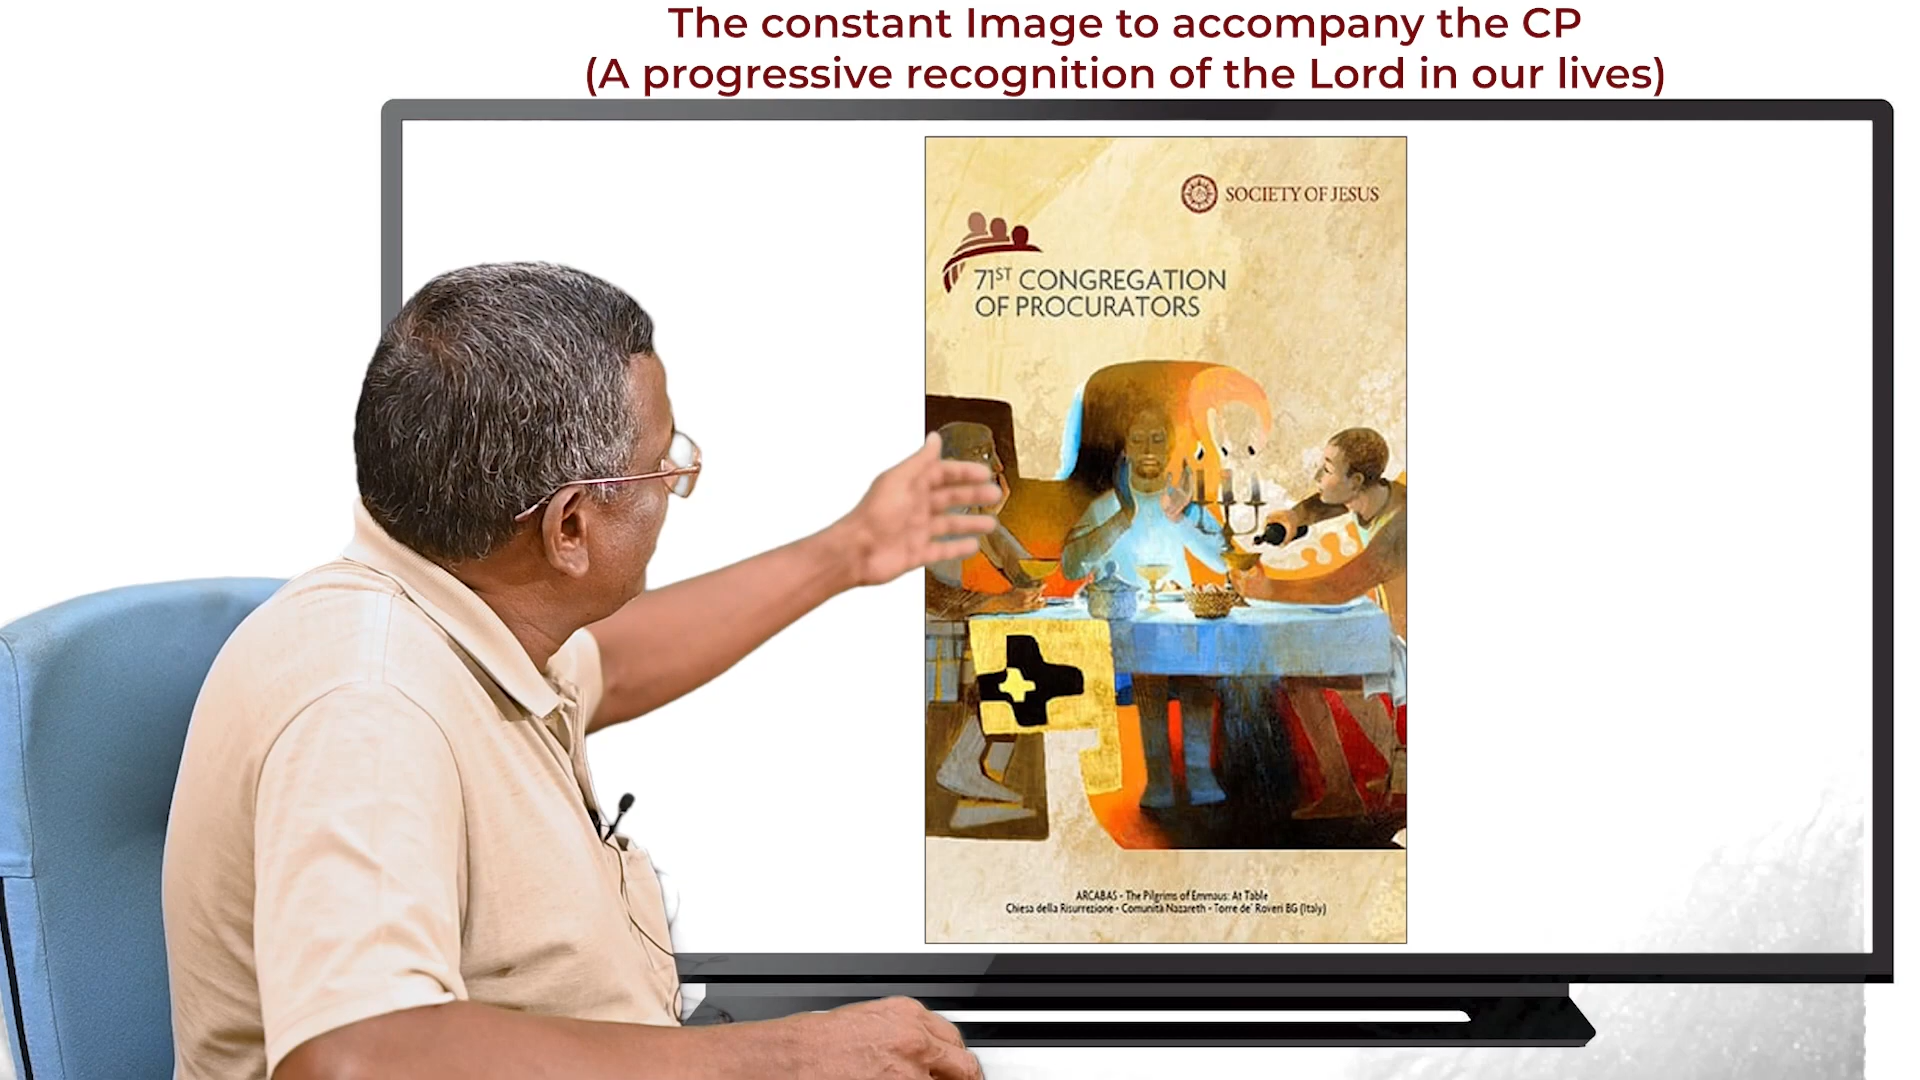 The constant Image to accompany the CP
(A progressive recognition of the Lord in our lives)
SOCIETY OF JESUS
71ST CONGREGATION
OF PROCURATORS
ARCABAS - The Pilgrims of Emmaus: At Table
Chiesa della Risurrezione - Comunità Nazareth - Torre de' Roveri BG (Italy)